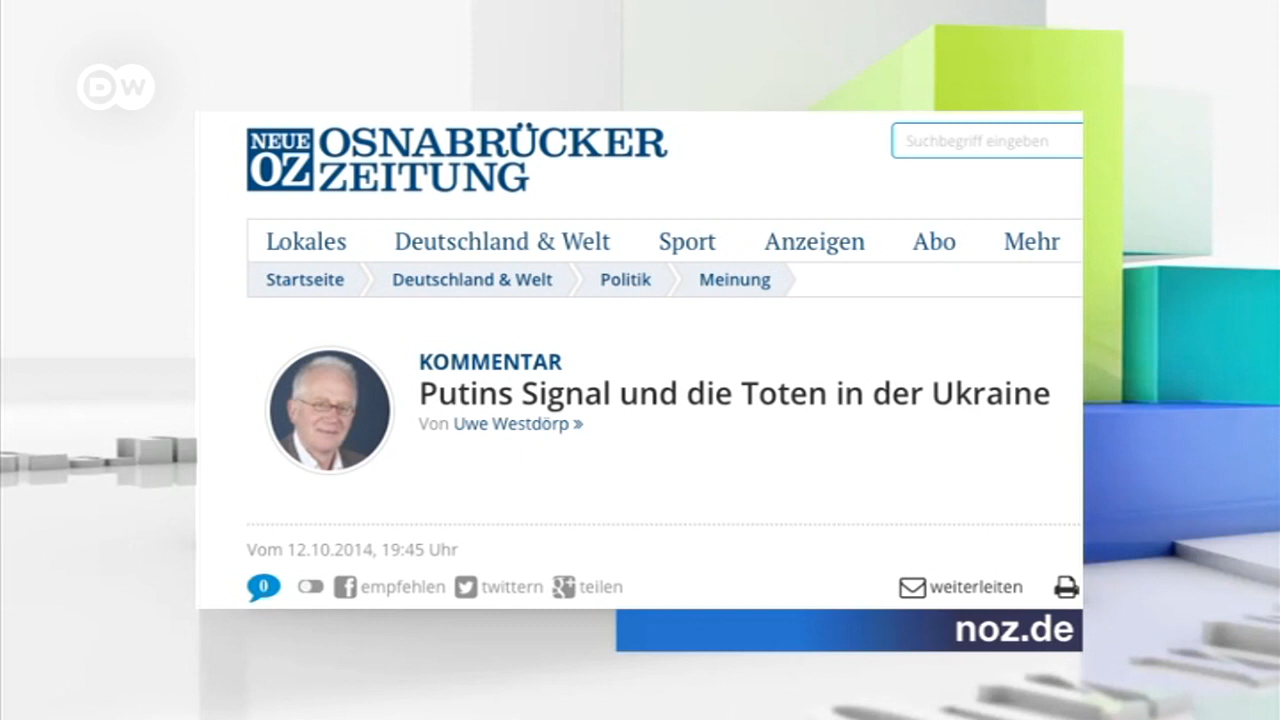 DW
NEUE OZ OSNABRÜCKER ZEITUNG
Suchbegriff eingeben
Lokales Deutschland & Welt Sport Anzeigen Abo Mehr
Startseite Deutschland & Welt Politik Meinung
KOMMENTAR
Putins Signal und die Toten in der Ukraine
Von Uwe Westdörp »
Vom 12.10.2014, 19:45 Uhr
0 empfehlen twittern teilen weiterleiten
noz.de